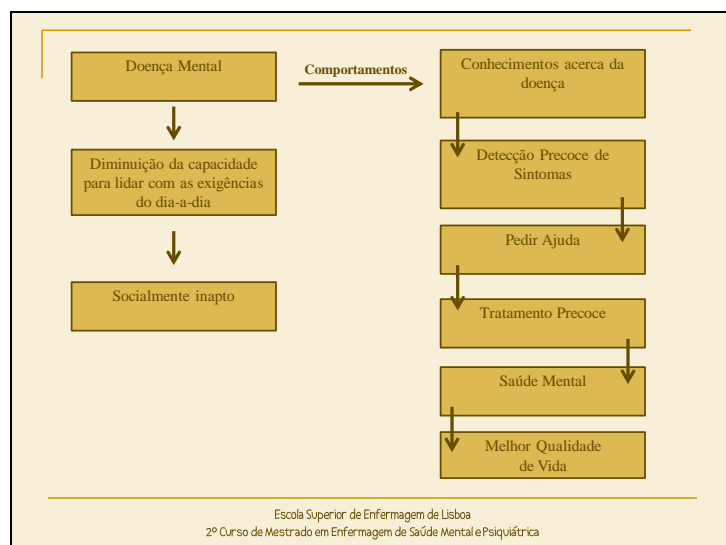 Doença Mental
Comportamentos
Conhecimentos acerca da
doença
Diminuição da capacidade
para lidar com as exigências
do dia-a-dia
Detecção Precoce de
Sintomas
Pedir Ajuda
Socialmente inapto
Tratamento Precoce
Saúde Mental
Melhor Qualidade
de Vida
Escola Superior de Enfermagem de Lisboa
2º Curso de Mestrado em Enfermagem de Saúde Mental e Psiquiátrica